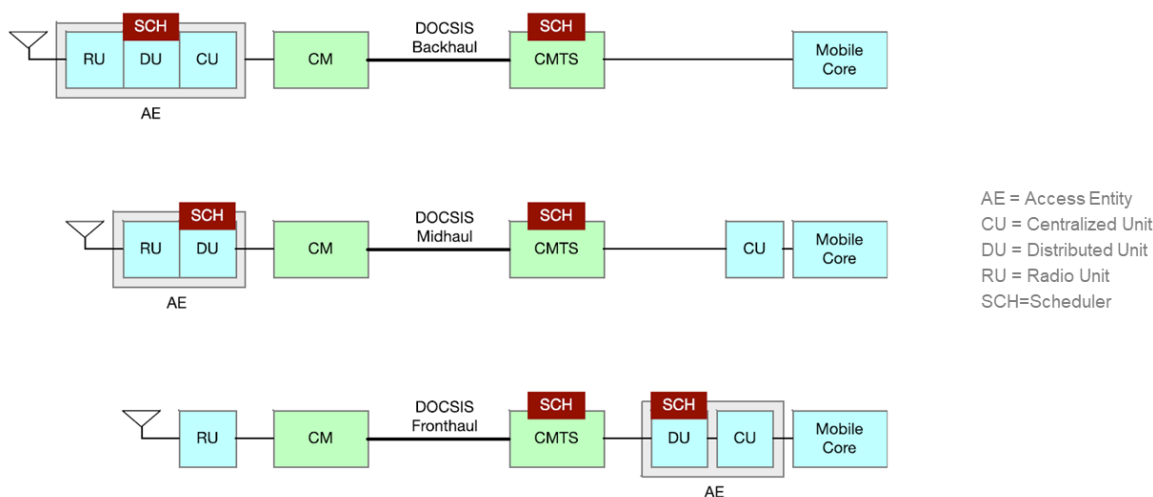 SCH
DOCSIS
Backhaul
SCH
RU
DU
CU
CM
CMTS
Mobile
Core
AE
SCH
DOCSIS
Midhaul
SCH
RU
DU
CM
CMTS
CU
Mobile
Core
AE
AE = Access Entity
CU = Centralized Unit
DU = Distributed Unit
RU = Radio Unit
SCH=Scheduler
DOCSIS
Fronthaul
SCH
SCH
RU
CM
CMTS
DU
CU
Mobile
Core
AE